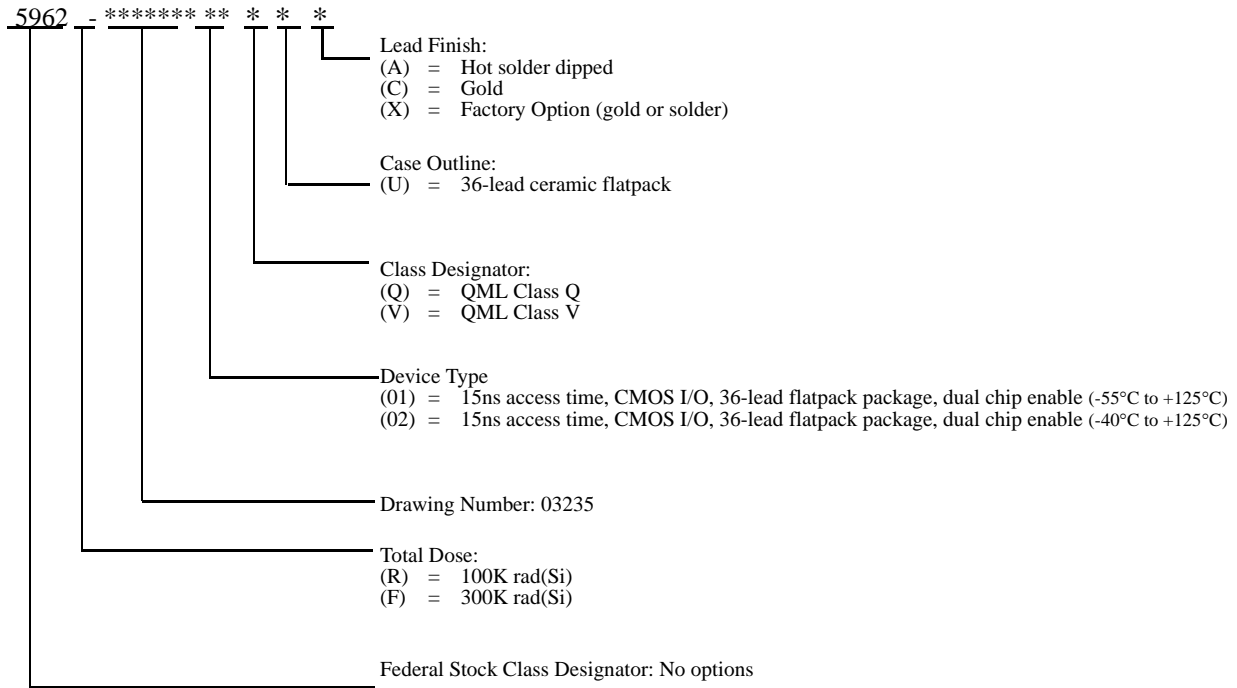 5962 - ******* ** * * *
Lead Finish:
(A) = Hot solder dipped
(C) = Gold
(X) = Factory Option (gold or solder)
Case Outline:
(U) = 36-lead ceramic flatpack
Class Designator:
(Q) = QML Class Q
(V) = QML Class V
Device Type
(01) = 15ns access time, CMOS I/O, 36-lead flatpack package, dual chip enable (-55°C to +125°C)
(02) = 15ns access time, CMOS I/O, 36-lead flatpack package, dual chip enable (-40°C to +125°C)
Drawing Number: 03235
Total Dose:
(R) = 100K rad(Si)
(F) = 300K rad(Si)
Federal Stock Class Designator: No options